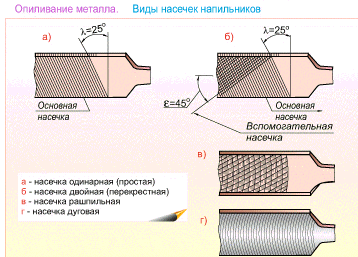 Опиливание металла. Виды насечек напильников
а)
λ=25°
б)
λ=25°
Основная
насечка
ε=45°
Основная
насечка
Вспомогательная
насечка
в)
а - насечка одинарная (простая)
б - насечка двойная (перекрестная)
в - насечка рашпильная
г - насечка дуговая
г)